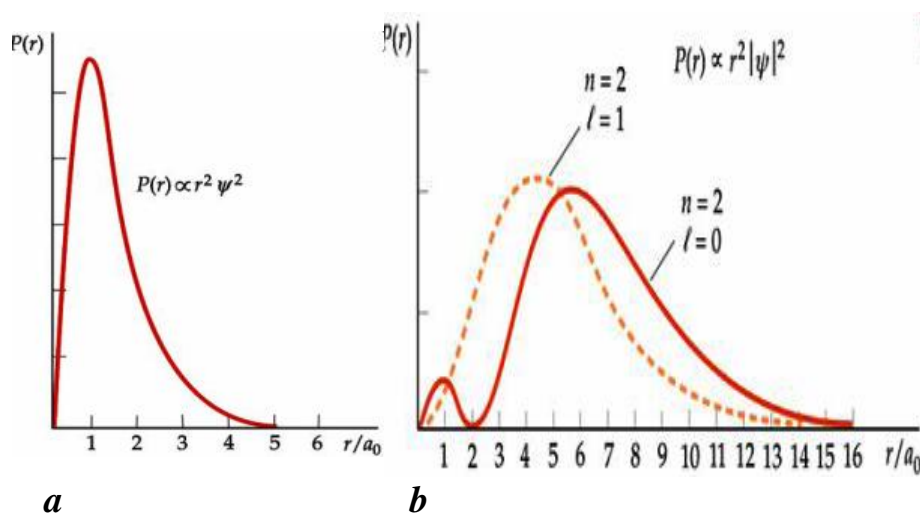 P(r)
P(r) ∝ r² ψ²
1 2 3 4 5 6 r/a₀
a
P(r)
P(r) ∝ r²|ψ|²
n = 2
ℓ = 1
n = 2
ℓ = 0
1 2 3 4 5 6 7 8 9 10 11 12 13 14 15 16 r/a₀
b